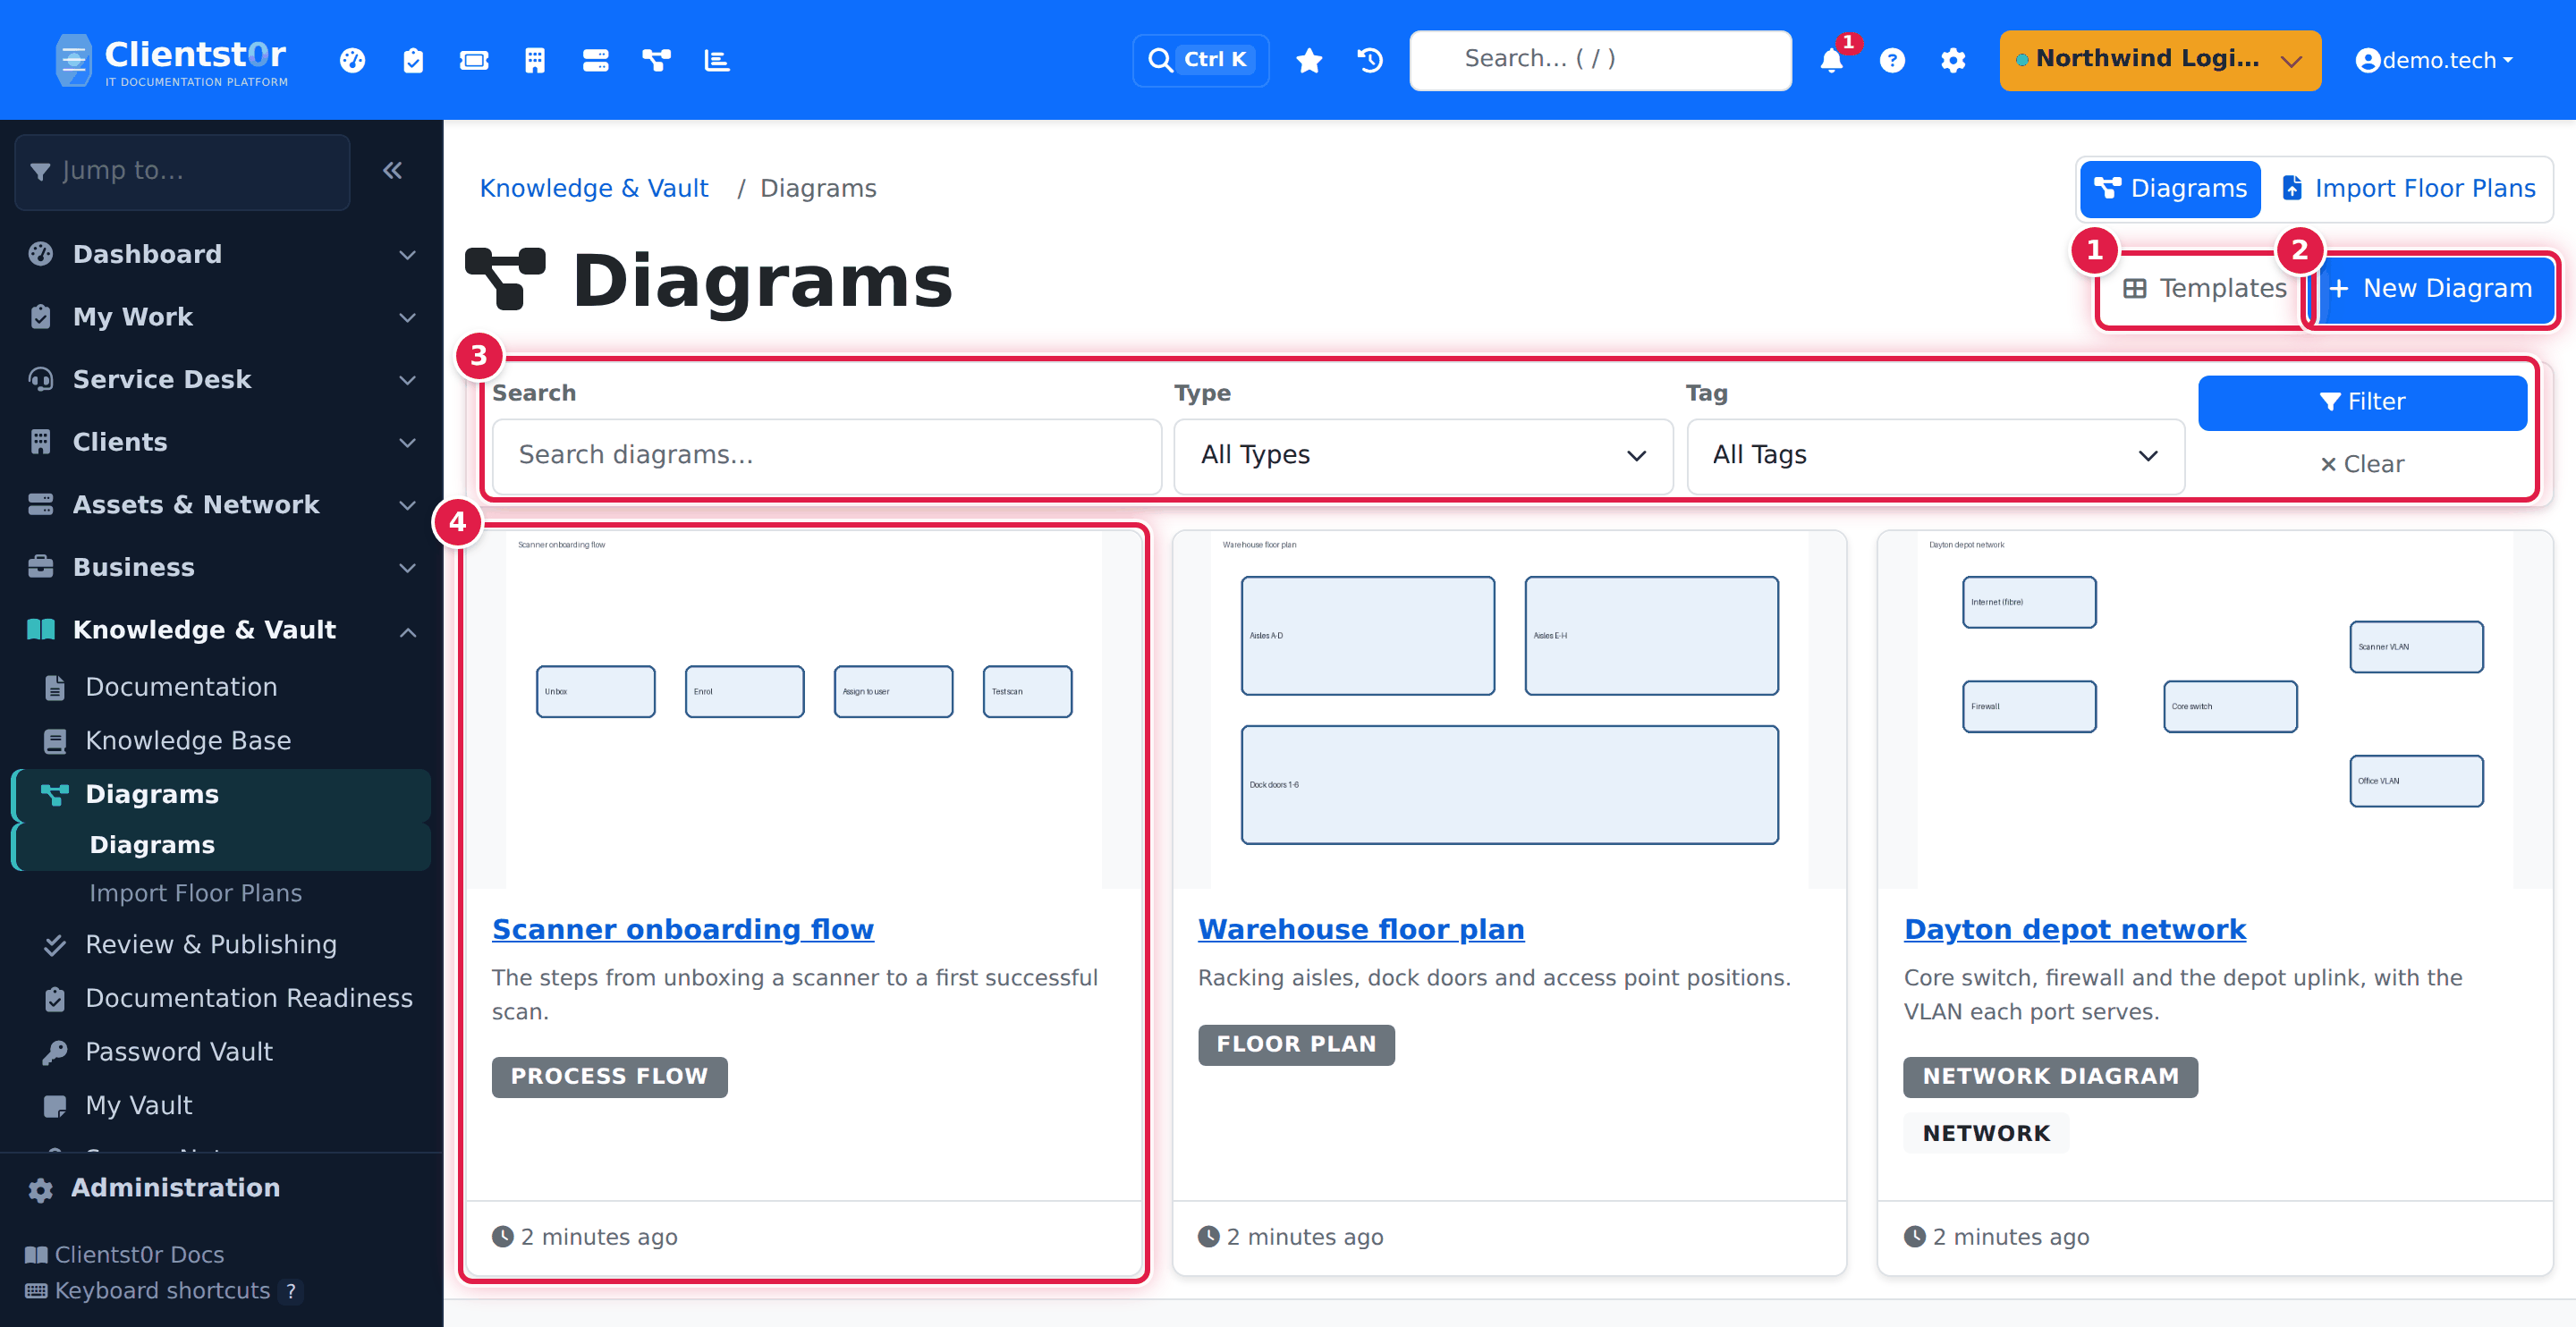 Clientst0r
IT DOCUMENTATION PLATFORM
Ctrl K
Search... ( / )
1
?
Northwind Logi...
demo.tech
Jump to...
Dashboard
My Work
Service Desk
Clients
Assets & Network
Business
Knowledge & Vault
Documentation
Knowledge Base
Diagrams
Diagrams
Import Floor Plans
Review & Publishing
Documentation Readiness
Password Vault
My Vault
Administration
Clientst0r Docs
Keyboard shortcuts ?
Knowledge & Vault / Diagrams
Diagrams
Import Floor Plans
Diagrams
1
Templates
2
+ New Diagram
3
Search
Type
Tag
Search diagrams...
All Types
All Tags
Filter
× Clear
4
Scanner onboarding flow
Unbox
Enrol
Assign to user
Test scan
Scanner onboarding flow
The steps from unboxing a scanner to a first successful
scan.
PROCESS FLOW
2 minutes ago
Warehouse floor plan
Aisles A-D
Aisles E-H
Dock doors 1-6
Warehouse floor plan
Racking aisles, dock doors and access point positions.
FLOOR PLAN
2 minutes ago
Dayton depot network
Internet (fibre)
Scanner VLAN
Firewall
Core switch
Office VLAN
Dayton depot network
Core switch, firewall and the depot uplink, with the
VLAN each port serves.
NETWORK DIAGRAM
NETWORK
2 minutes ago